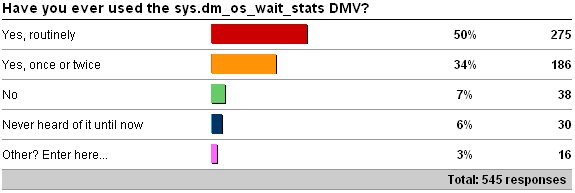 Have you ever used the sys.dm_os_wait_stats DMV?
Yes, routinely 50% 275
Yes, once or twice 34% 186
No 7% 38
Never heard of it until now 6% 30
Other? Enter here... 3% 16
Total: 545 responses